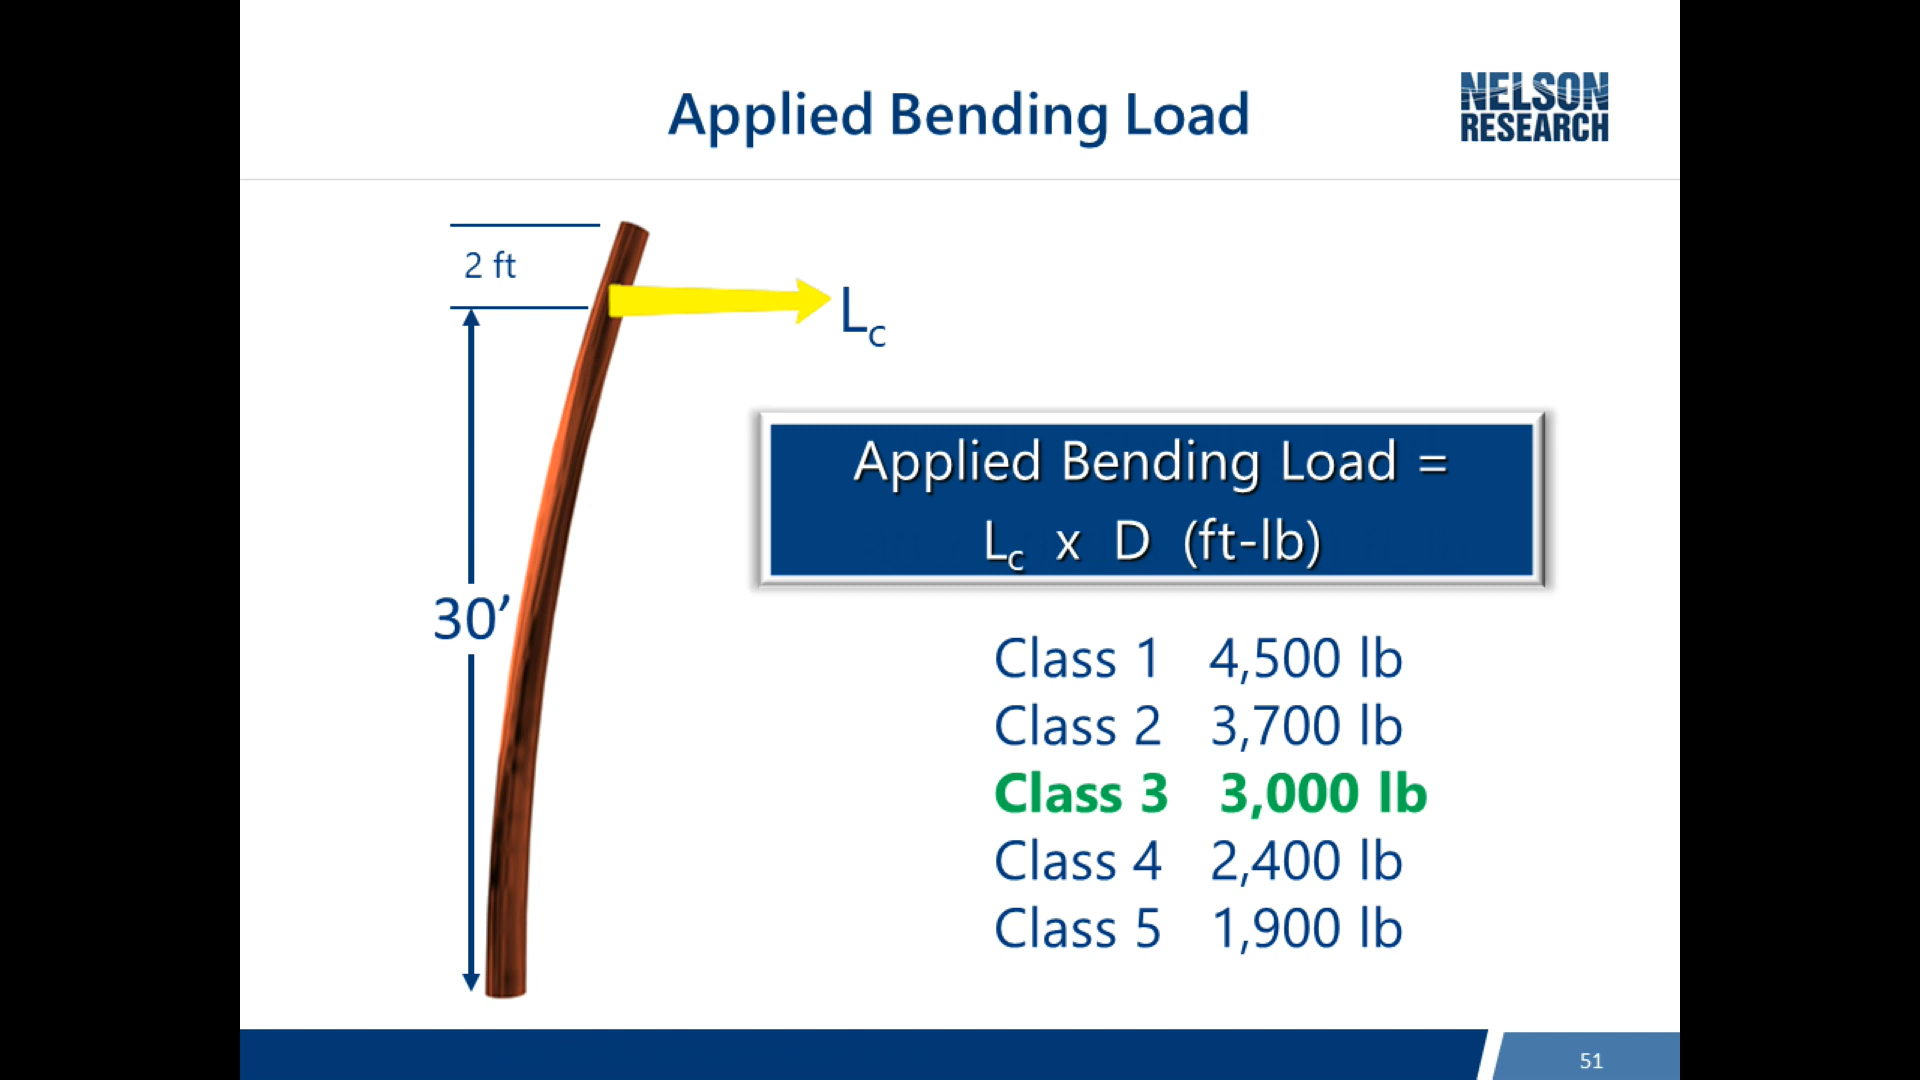 Applied Bending Load
NELSON
RESEARCH
2 ft
Lc
30’
Applied Bending Load =
Lc x D (ft-lb)
Class 1 4,500 lb
Class 2 3,700 lb
Class 3 3,000 lb
Class 4 2,400 lb
Class 5 1,900 lb
51